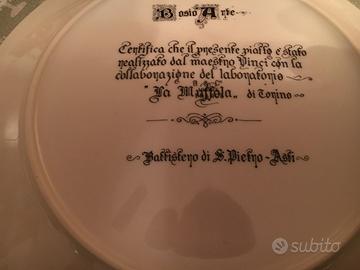 Bosio Arte
Certifica che il presente piatto è stato
realizzato dal maestro Vinci con la
collaborazione del laboratorio
"La Muffola" di Torino
Battistero di S. Pietro - Asti
subito